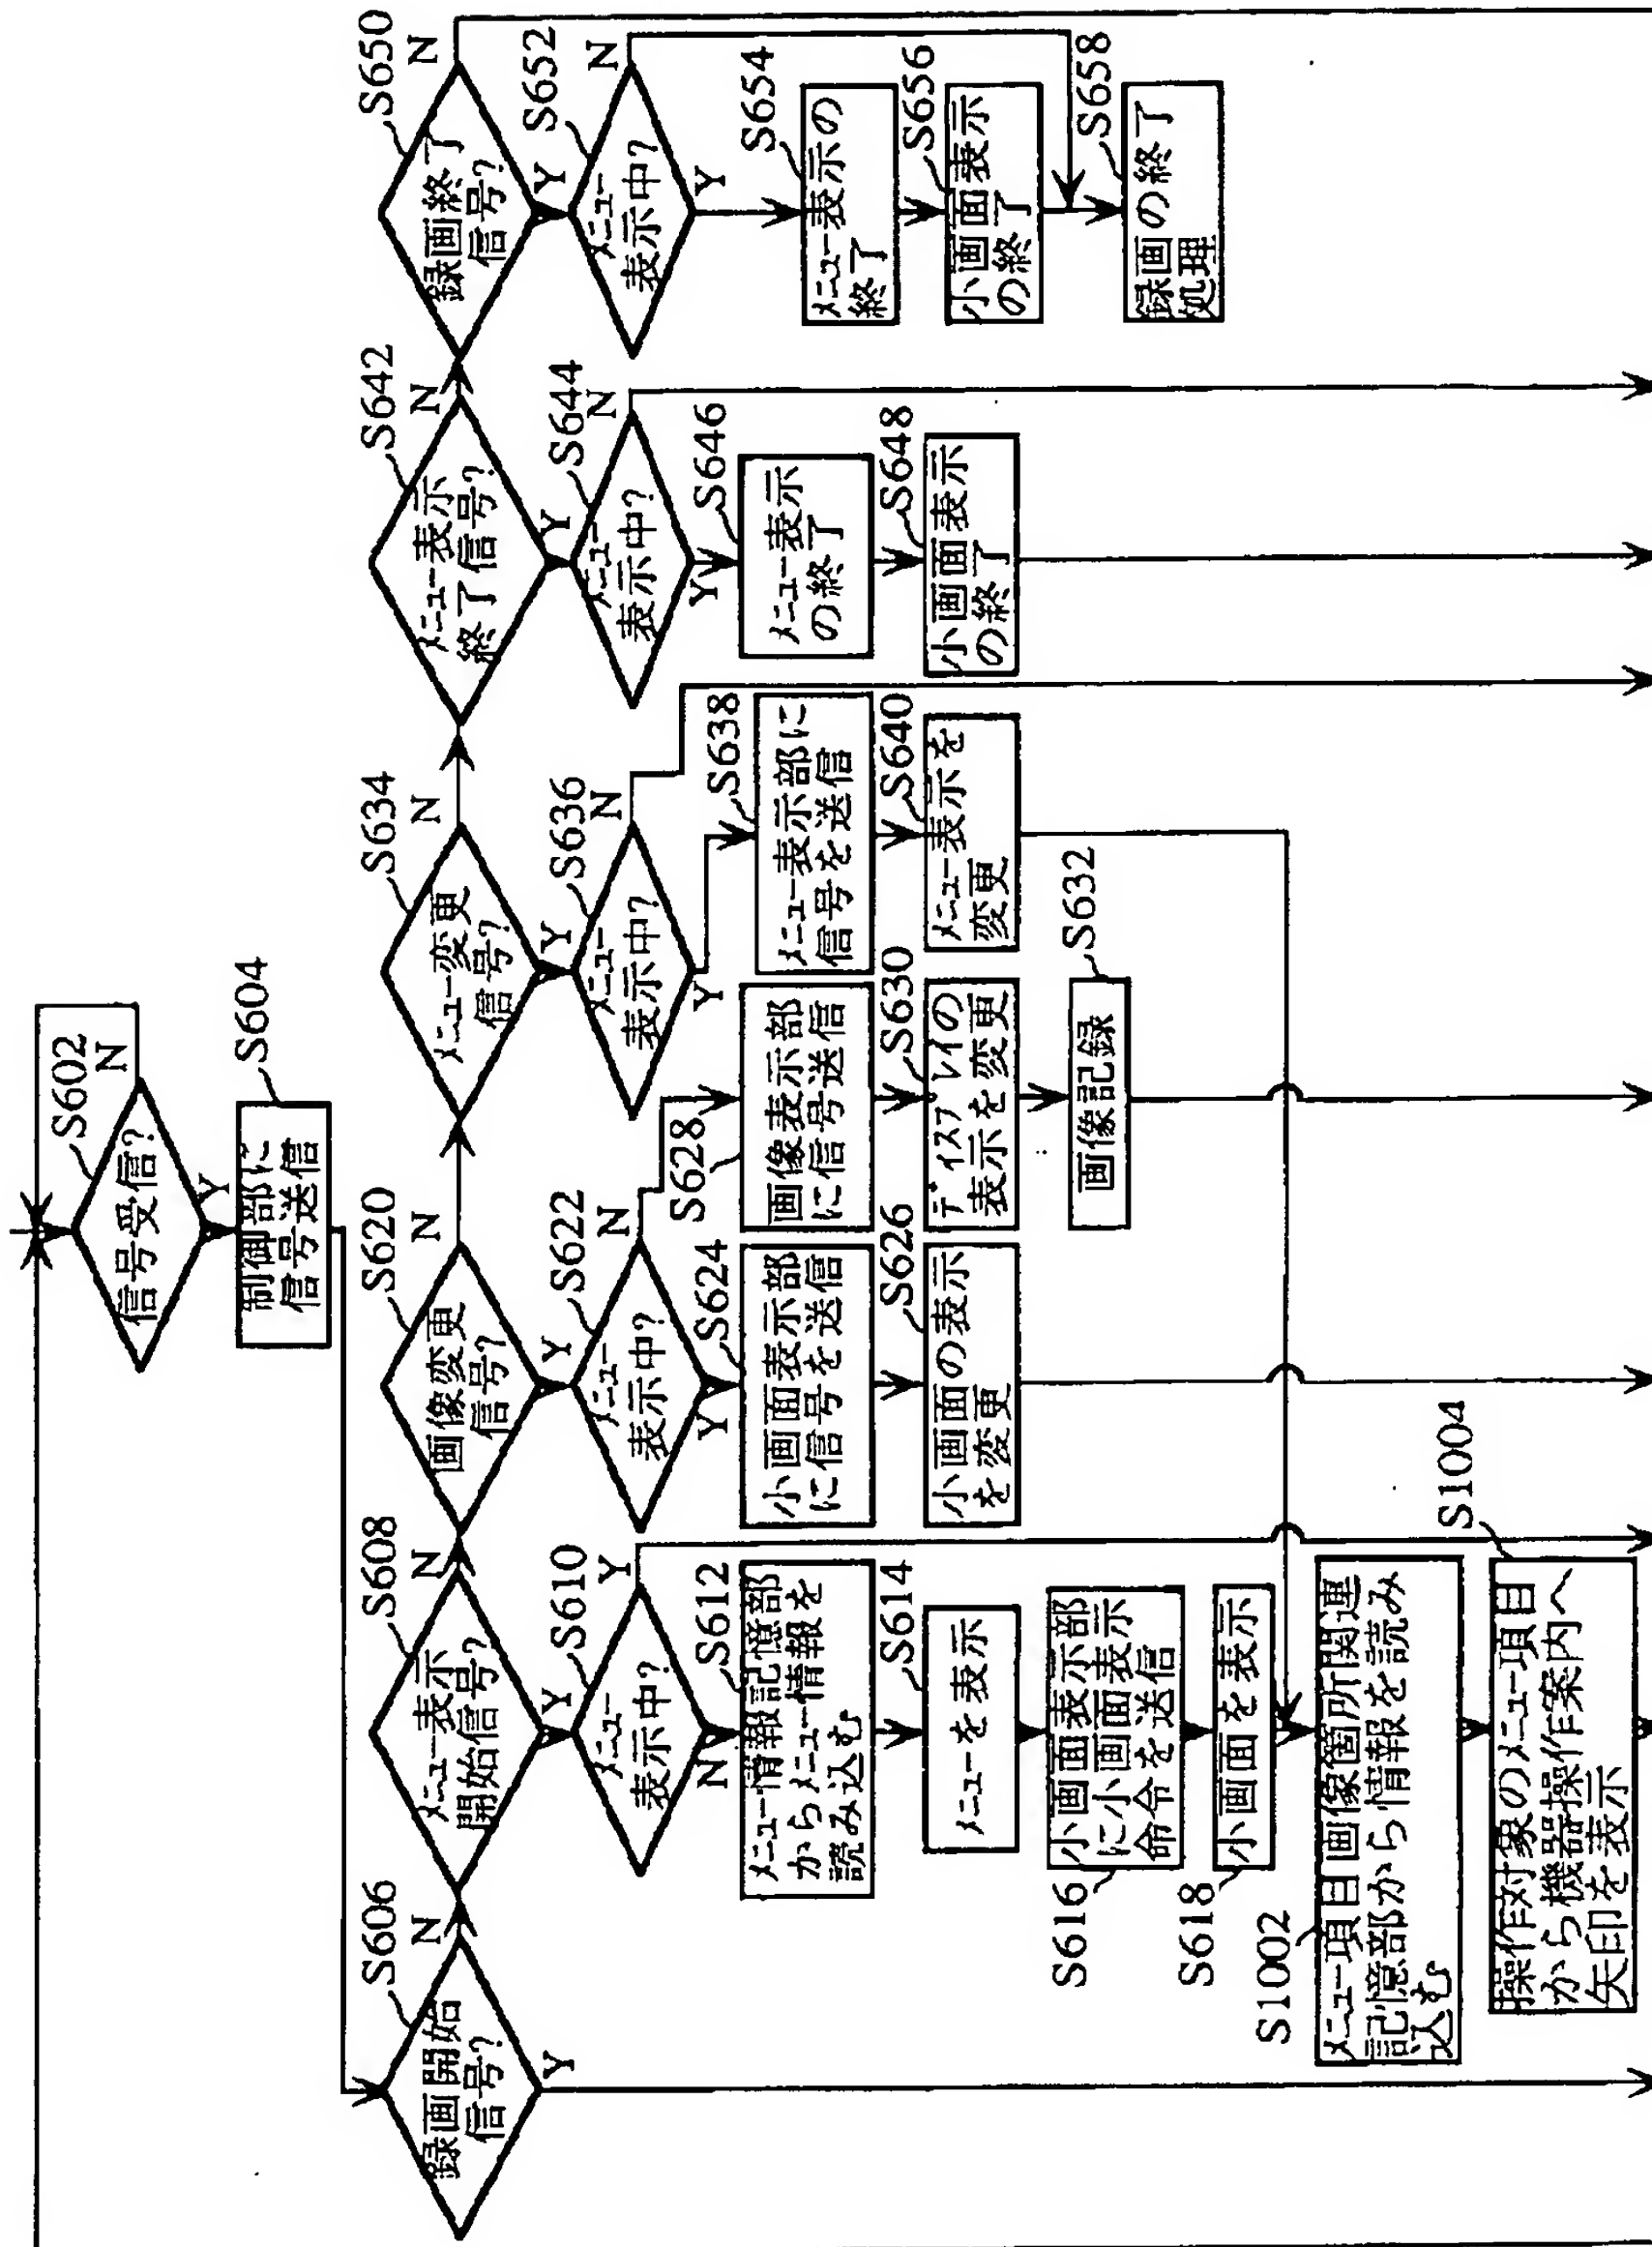 S602
信号受信?
N
Y
S604
制御部に
信号送信
S606
録画開始
信号?
N
Y
S608
メニュー表示
開始信号?
N
Y
S610
メニュー
表示中?
Y
N
S612
メニュー情報記憶部
からメニュー情報を
読み込む
S614
メニューを表示
S616
小画面表示部
に小画面表示
命令を送信
S618
小画面を表示
S1002
メニュー項目画像箇所関連
記憶部から情報を読み
込む
S1004
操作対象のメニュー項目
から機器操作案内へ
矢印を表示
S620
画像変更
信号?
N
Y
S622
メニュー
表示中?
N
Y
S624
小画面表示部
に信号を送信
S626
小画面の表示
を変更
S628
画像表示部
に信号送信
S630
ディスプレイの
表示を変更
S632
画像記録
S634
メニュー変更
信号?
N
Y
S636
メニュー
表示中?
N
Y
S638
メニュー表示部に
信号を送信
S640
メニュー表示を
変更
S642
メニュー表示
終了信号?
N
Y
S644
メニュー
表示中?
N
Y
S646
メニュー表示
の終了
S648
小画面表示
の終了
S650
録画終了
信号?
N
Y
S652
メニュー
表示中?
N
Y
S654
メニュー表示の
終了
S656
小画面表示
の終了
S658
録画の終了
処理